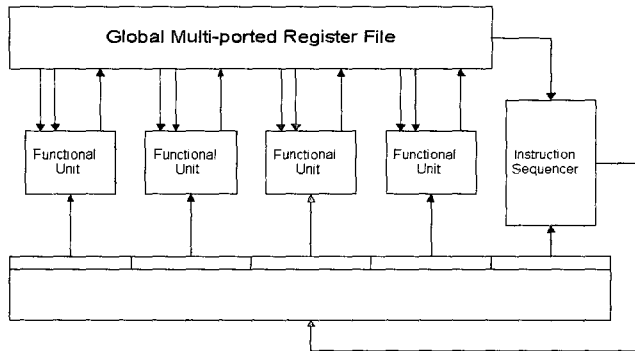 Global Multi-ported Register File
Functional
Unit
Functional
Unit
Functional
Unit
Functional
Unit
Instruction
Sequencer